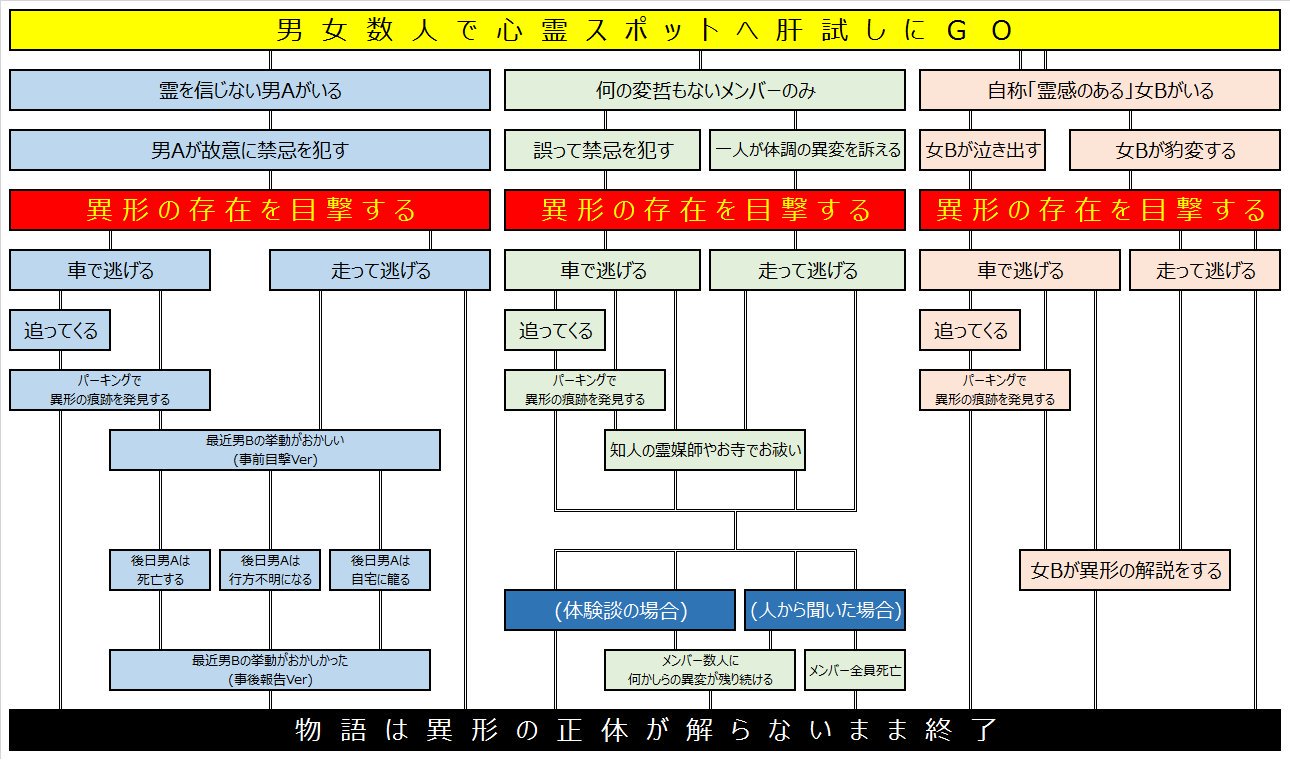 男女数人で心霊スポットへ肝試しにGO
霊を信じない男Aがいる
何の変哲もないメンバーのみ
自称「霊感のある」女Bがいる
男Aが故意に禁忌を犯す
誤って禁忌を犯す
一人が体調の異変を訴える
女Bが泣き出す
女Bが豹変する
異形の存在を目撃する
異形の存在を目撃する
異形の存在を目撃する
車で逃げる
走って逃げる
車で逃げる
走って逃げる
車で逃げる
走って逃げる
追ってくる
追ってくる
追ってくる
パーキングで
異形の痕跡を発見する
パーキングで
異形の痕跡を発見する
パーキングで
異形の痕跡を発見する
最近男Bの挙動がおかしい
(事前目撃Ver)
知人の霊媒師やお寺でお祓い
後日男Aは
死亡する
後日男Aは
行方不明になる
後日男Aは
自宅に籠る
女Bが異形の解説をする
(体験談の場合)
(人から聞いた場合)
最近男Bの挙動がおかしかった
(事後報告Ver)
メンバー数人に
何かしらの異変が残り続ける
メンバー全員死亡
物語は異形の正体が解らないまま終了